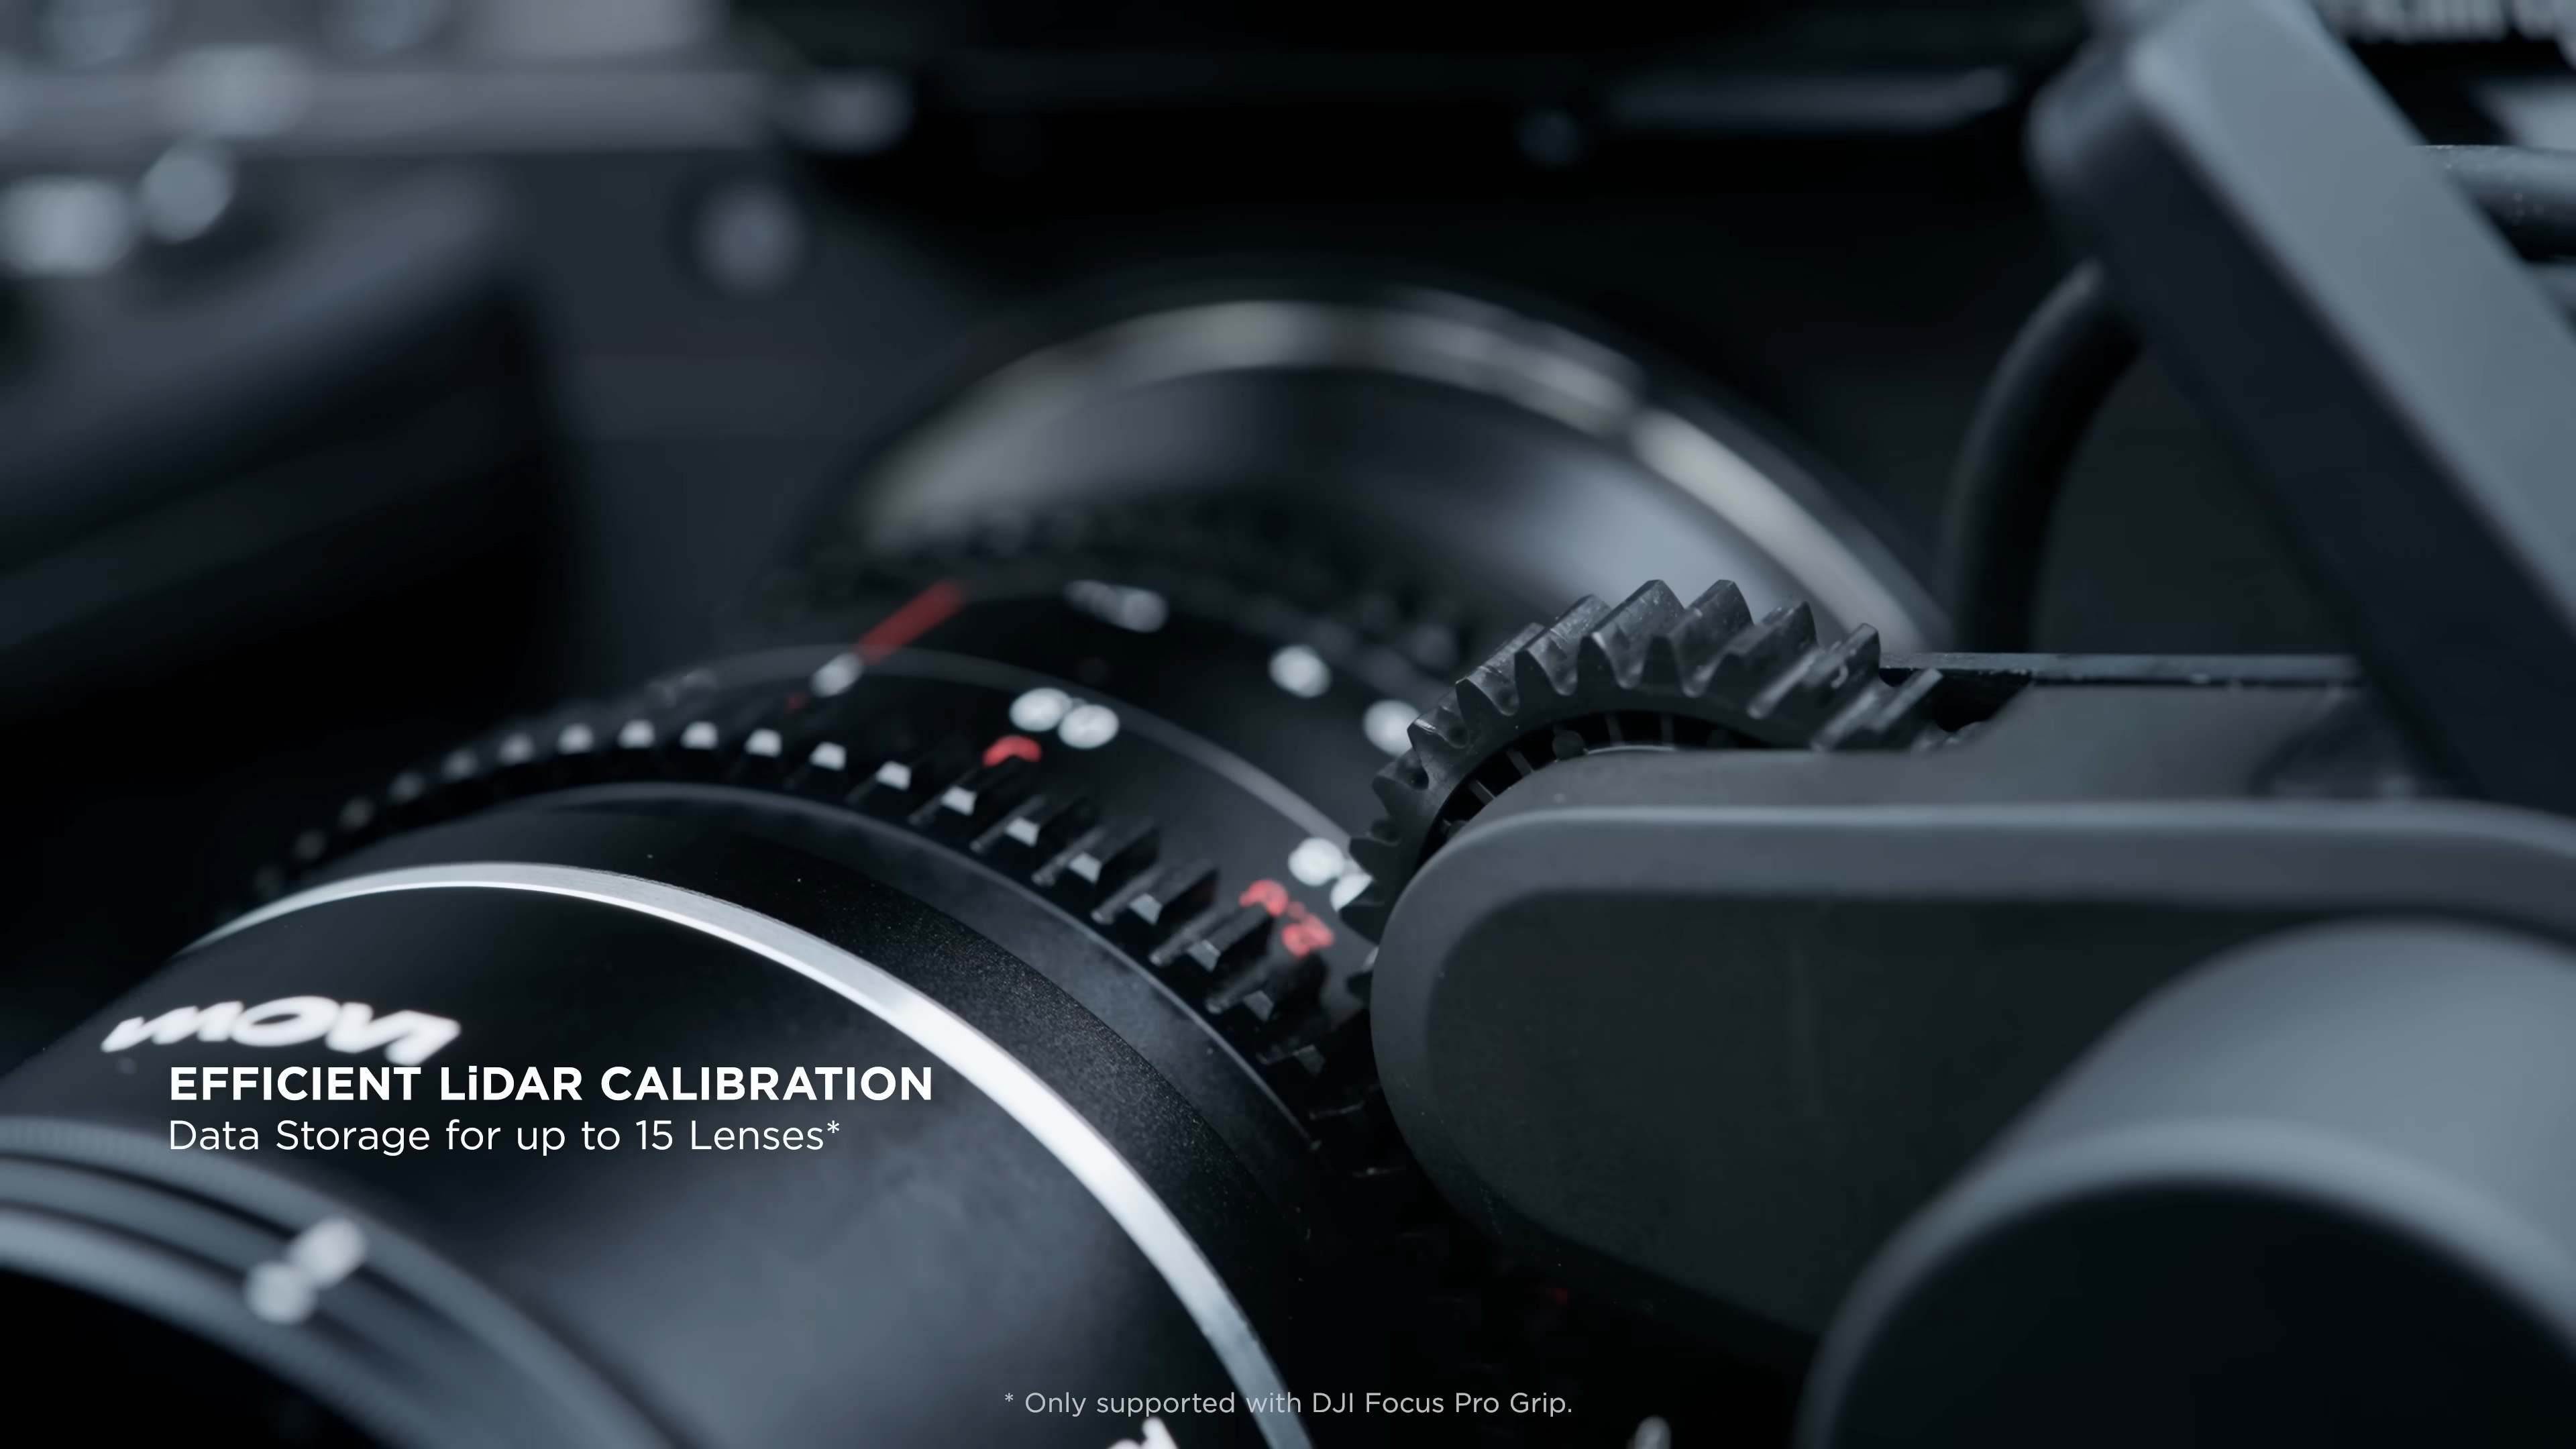 EFFICIENT LiDAR CALIBRATION
Data Storage for up to 15 Lenses*
* Only supported with DJI Focus Pro Grip.